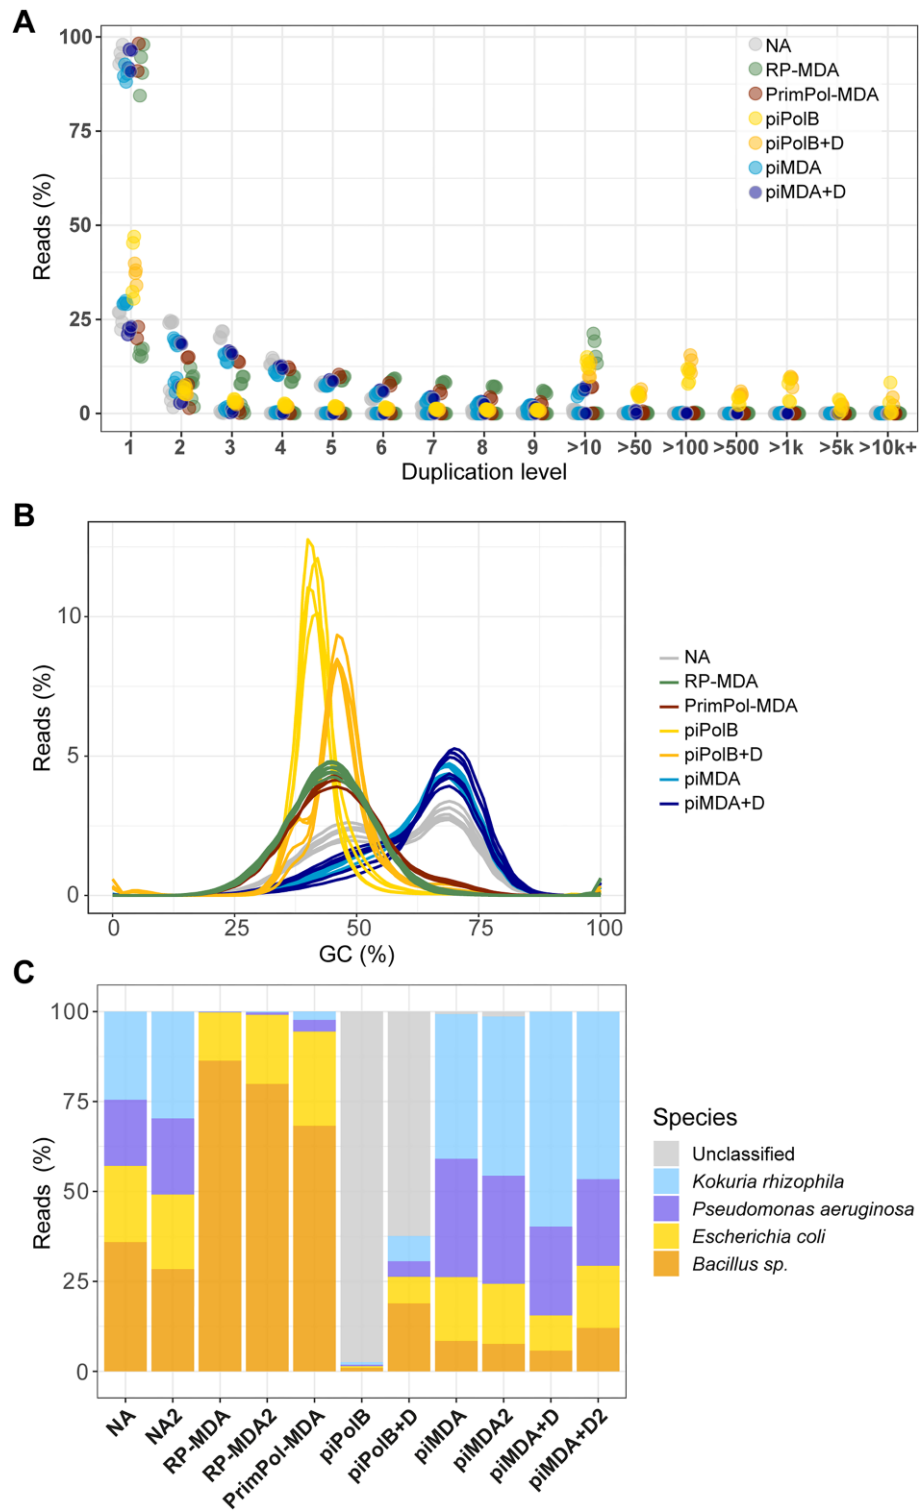 A
100
75
50
25
0
Reads (%)
NA
RP-MDA
PrimPol-MDA
piPolB
piPolB+D
piMDA
piMDA+D
1 2 3 4 5 6 7 8 9 >10 >50 >100 >500 >1k >5k >10k+
Duplication level
B
10
5
0
Reads (%)
0 25 50 75 100
GC (%)
NA
RP-MDA
PrimPol-MDA
piPolB
piPolB+D
piMDA
piMDA+D
C
100
75
50
25
0
Reads (%)
NA NA2 RP-MDA RP-MDA2 PrimPol-MDA piPolB piPolB+D piMDA piMDA2 piMDA+D piMDA+D2
Species
Unclassified
Kokuria rhizophila
Pseudomonas aeruginosa
Escherichia coli
Bacillus sp.